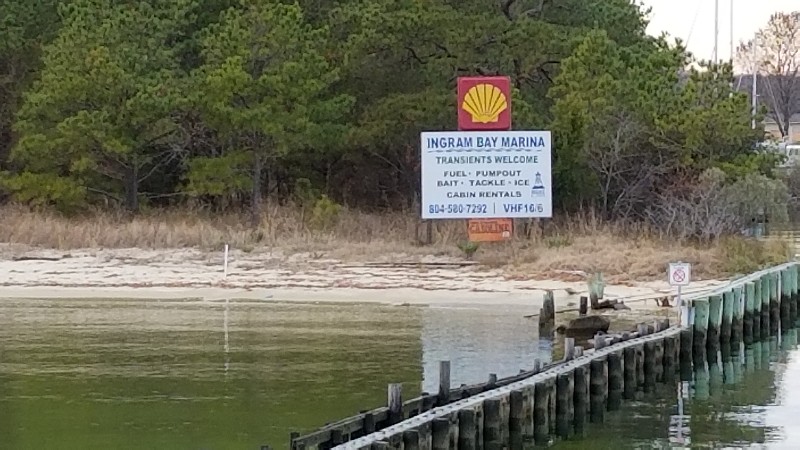 INGRAM BAY MARINA
TRANSIENTS WELCOME
FUEL · PUMPOUT
BAIT · TACKLE · ICE
CABIN RENTALS
804-580-7292 | VHF16/6